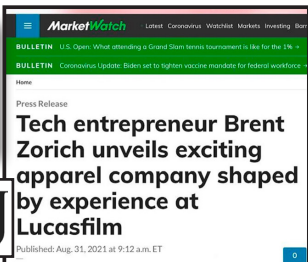 MarketWatch Latest Coronavirus Watchlist Markets Investing Barr
BULLETIN U.S. Open: What attending a Grand Slam tennis tournament is like for the 1% →
BULLETIN Coronavirus Update: Biden set to tighten vaccine mandate for federal workforce →
Home
Press Release
Tech entrepreneur Brent
Zorich unveils exciting
apparel company shaped
by experience at
Lucasfilm
Published: Aug. 31, 2021 at 9:12 a.m. ET
0